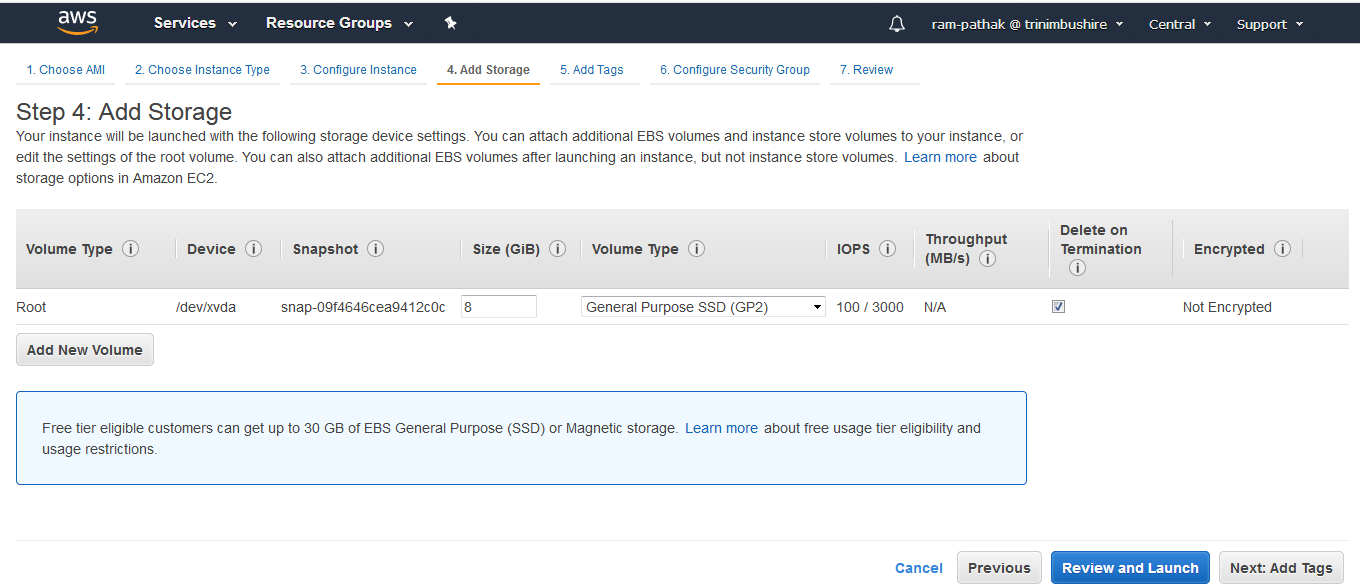 aws Services Resource Groups ram-pathak @ trinimbushire Central Support
1. Choose AMI 2. Choose Instance Type 3. Configure Instance 4. Add Storage 5. Add Tags 6. Configure Security Group 7. Review
Step 4: Add Storage
Your instance will be launched with the following storage device settings. You can attach additional EBS volumes and instance store volumes to your instance, or
edit the settings of the root volume. You can also attach additional EBS volumes after launching an instance, but not instance store volumes. Learn more about
storage options in Amazon EC2.
Volume Type i Device i Snapshot i Size (GiB) i Volume Type i IOPS i Throughput (MB/s) i Delete on Termination i Encrypted i
Root /dev/xvda snap-09f4646cea9412c0c 8 General Purpose SSD (GP2) 100 / 3000 N/A Not Encrypted
Add New Volume
Free tier eligible customers can get up to 30 GB of EBS General Purpose (SSD) or Magnetic storage. Learn more about free usage tier eligibility and
usage restrictions.
Cancel Previous Review and Launch Next: Add Tags